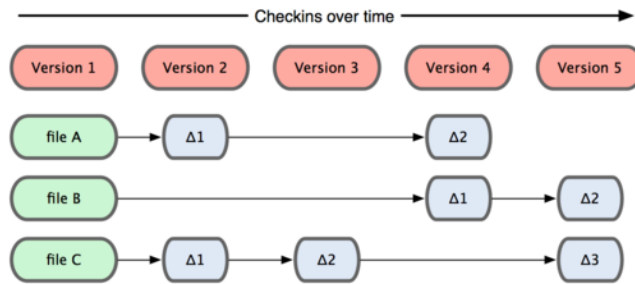 Checkins over time
Version 1 Version 2 Version 3 Version 4 Version 5
file A Δ1 Δ2
file B Δ1 Δ2
file C Δ1 Δ2 Δ3